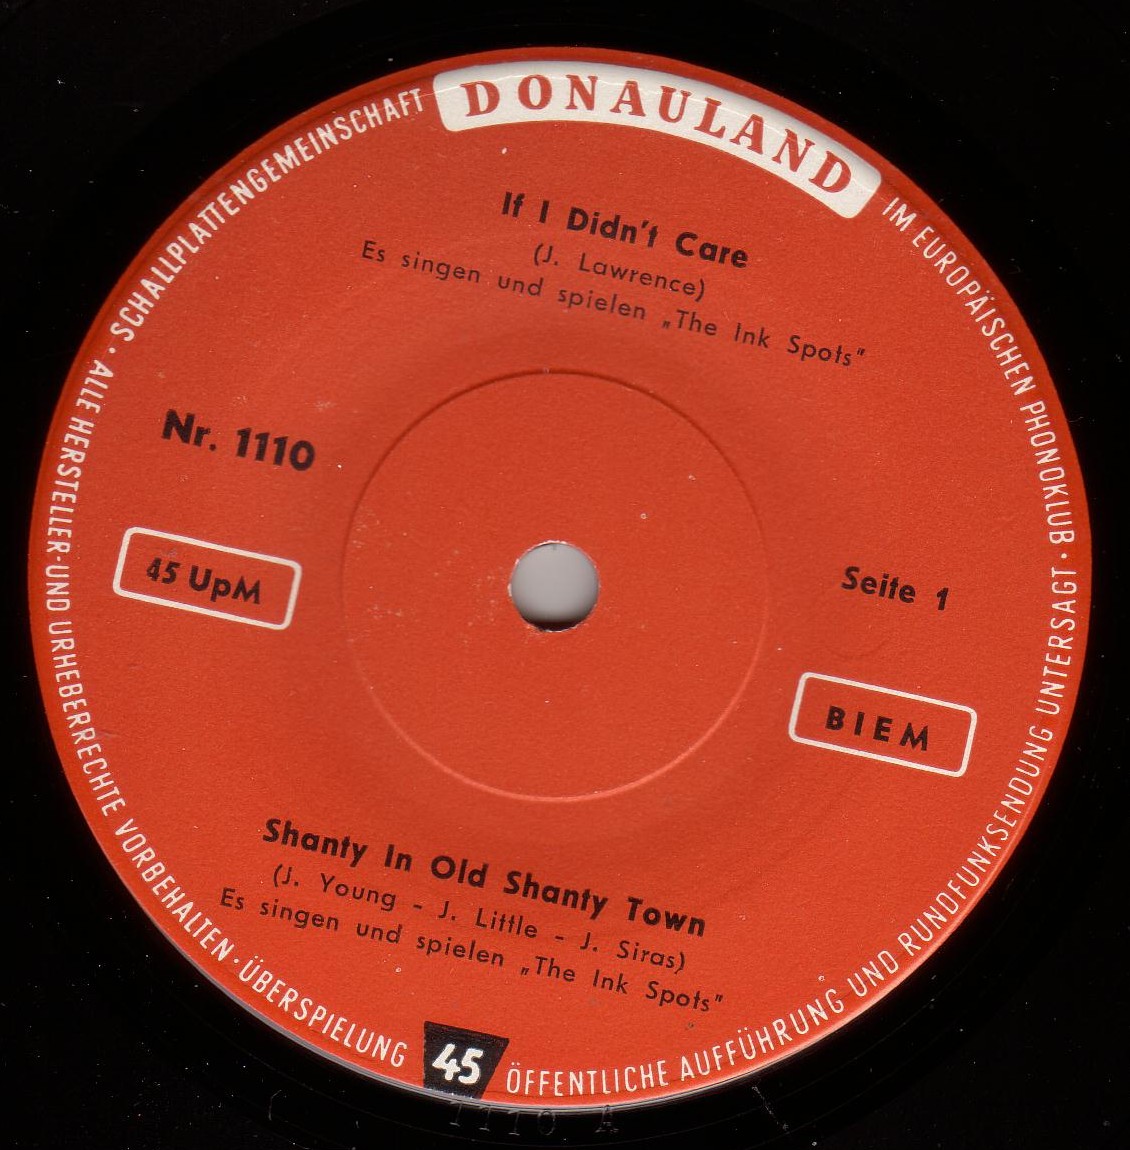 DONAULAND
SCHALLPLATTENGEMEINSCHAFT
IM EUROPÄISCHEN PHONOKLUB ·
If I Didn't Care
(J. Lawrence)
Es singen und spielen „The Ink Spots"
Nr. 1110
45 UpM
Seite 1
BIEM
Shanty In Old Shanty Town
(J. Young - J. Little - J. Siras)
Es singen und spielen „The Ink Spots"
· ALLE HERSTELLER-UND URHEBERRECHTE VORBEHALTEN · ÜBERSPIELUNG
45
ÖFFENTLICHE AUFFÜHRUNG UND RUNDFUNKSENDUNG UNTERSAGT
1110 A